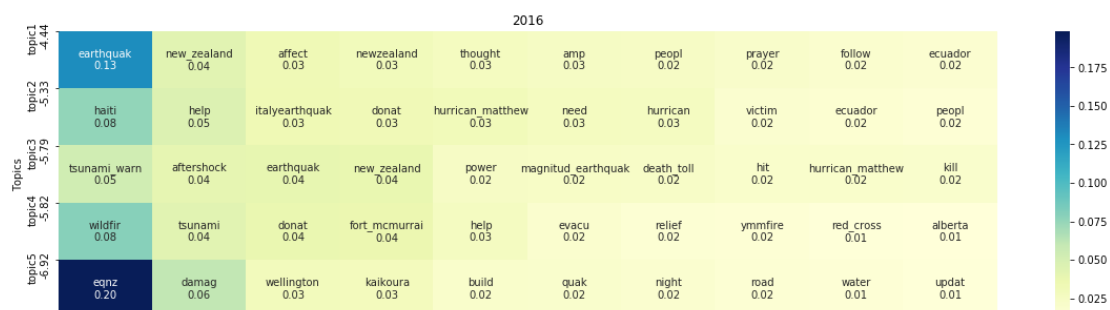 2016
topic1
-4.44
earthquak new_zealand affect newzealand thought amp peopl prayer follow ecuador
0.13 0.04 0.03 0.03 0.03 0.03 0.02 0.02 0.02 0.02
topic2
-5.33
haiti help italyearthquak donat hurrican_matthew need hurrican victim ecuador peopl
0.08 0.05 0.03 0.03 0.03 0.03 0.03 0.02 0.02 0.02
topic3
-5.79
tsunami_warn aftershock earthquak new_zealand power magnitud_earthquak death_toll hit hurrican_matthew kill
0.05 0.04 0.04 0.04 0.02 0.02 0.02 0.02 0.02 0.02
Topics
topic4
-5.82
wildfir tsunami donat fort_mcmurrai help evacu relief ymmfire red_cross alberta
0.08 0.04 0.04 0.04 0.03 0.02 0.02 0.02 0.01 0.01
topic5
-6.92
eqnz damag wellington kaikoura build quak night road water updat
0.20 0.06 0.03 0.03 0.02 0.02 0.02 0.02 0.01 0.01
0.175
0.150
0.125
0.100
0.075
0.050
0.025